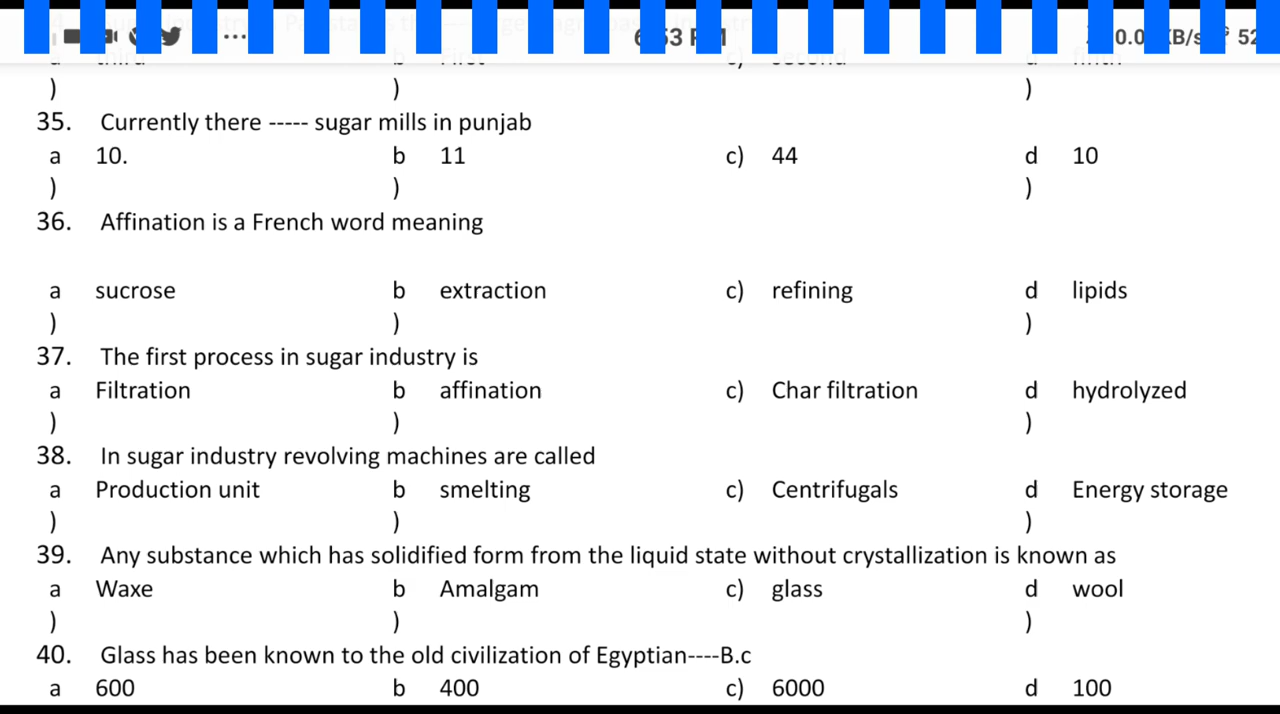 35. Currently there ----- sugar mills in punjab
a) 10. b) 11 c) 44 d) 10
36. Affination is a French word meaning
a) sucrose b) extraction c) refining d) lipids
37. The first process in sugar industry is
a) Filtration b) affination c) Char filtration d) hydrolyzed
38. In sugar industry revolving machines are called
a) Production unit b) smelting c) Centrifugals d) Energy storage
39. Any substance which has solidified form from the liquid state without crystallization is known as
a) Waxe b) Amalgam c) glass d) wool
40. Glass has been known to the old civilization of Egyptian----B.c
a 600 b 400 c) 6000 d 100